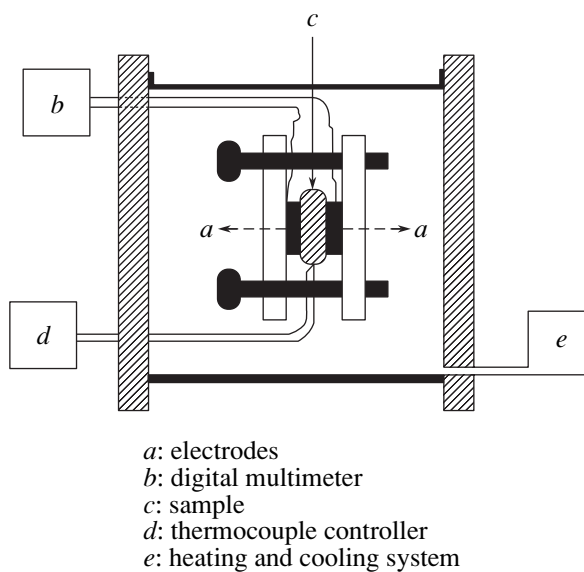 c
b
a
a
d
e
a: electrodes
b: digital multimeter
c: sample
d: thermocouple controller
e: heating and cooling system